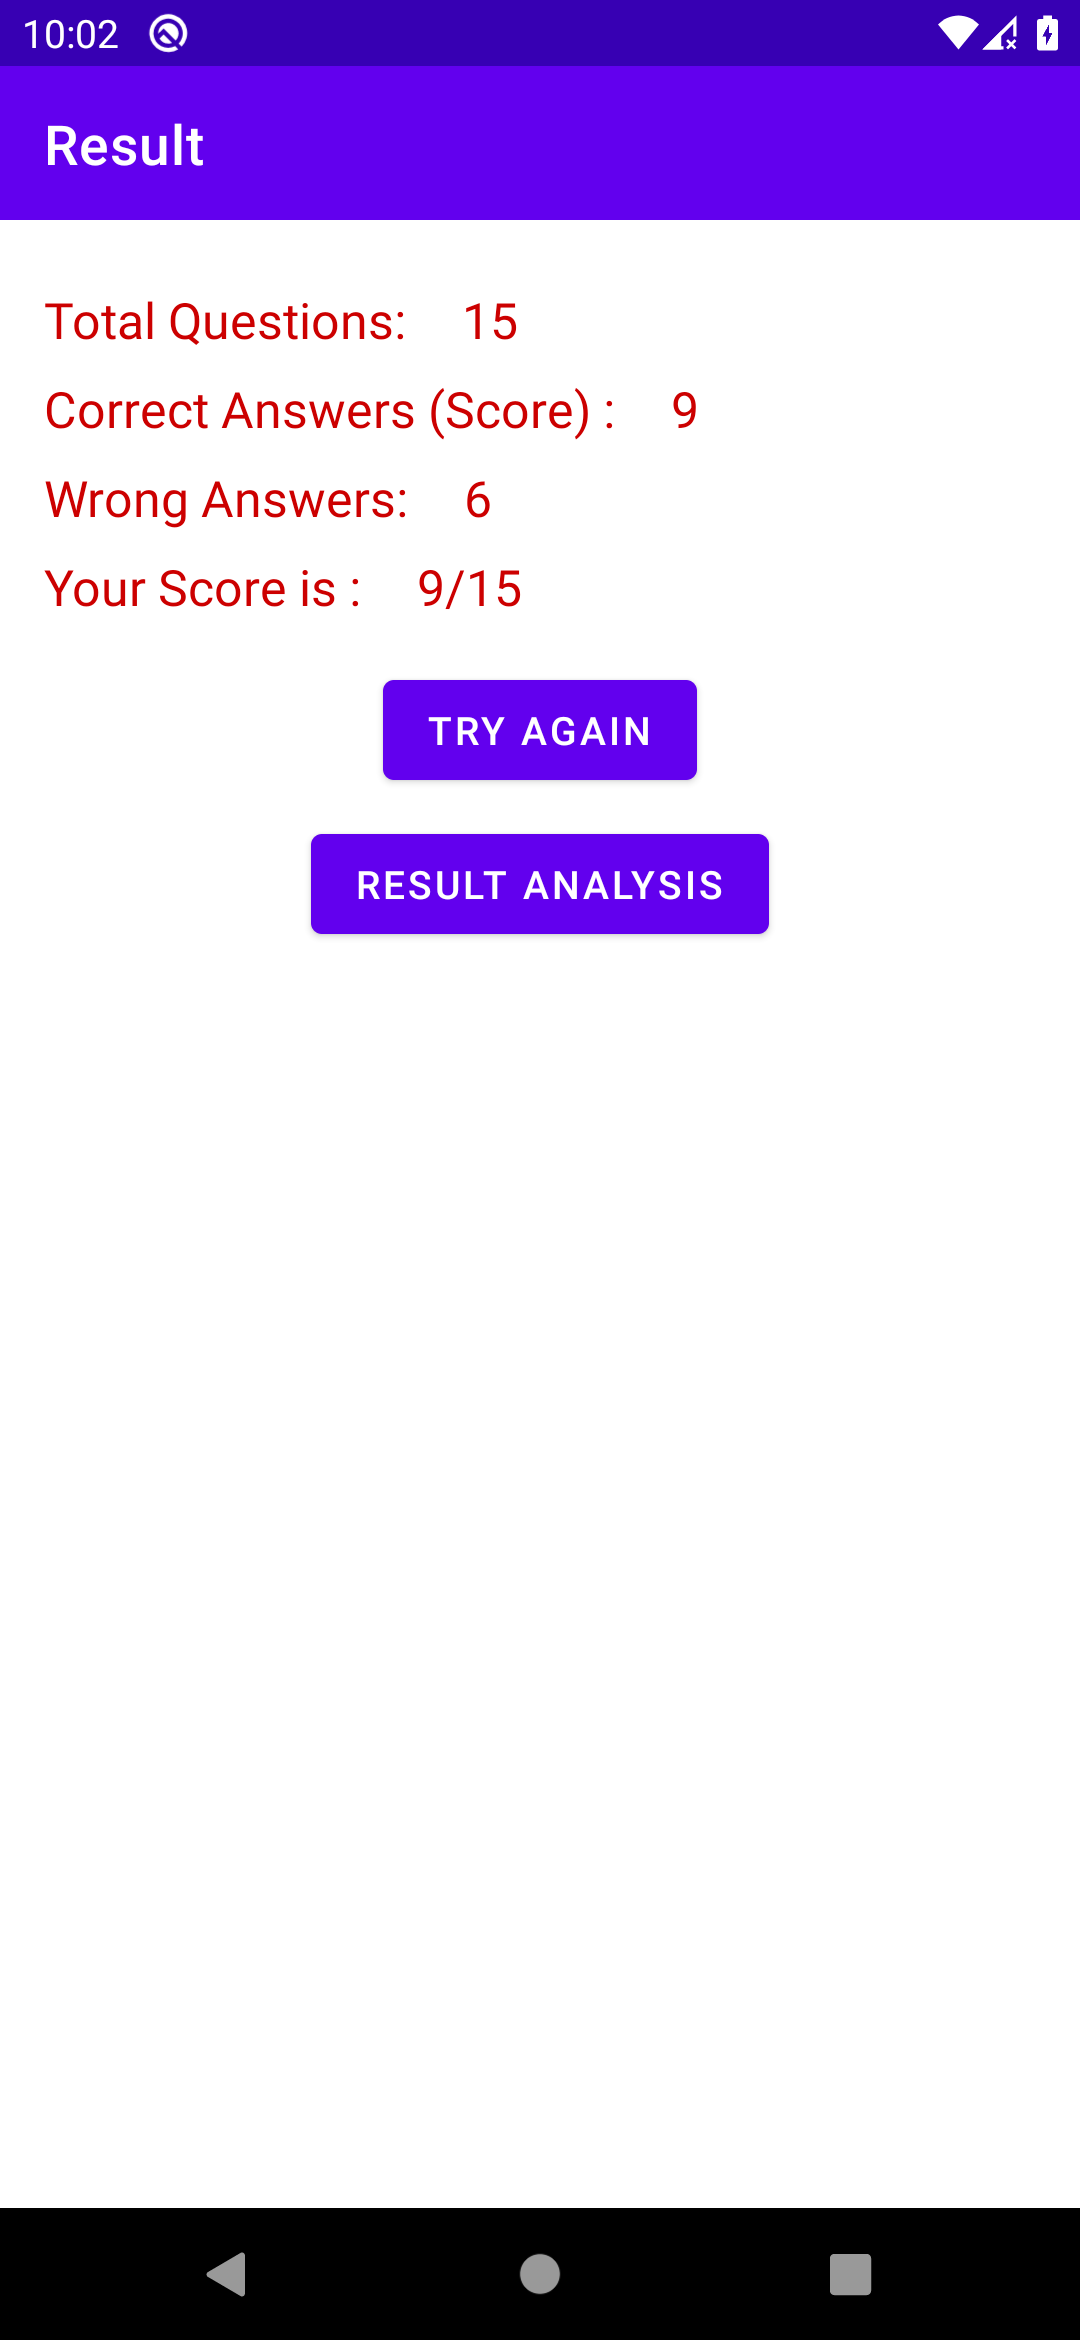 10:02
Result
Total Questions: 15
Correct Answers (Score) : 9
Wrong Answers: 6
Your Score is : 9/15
TRY AGAIN
RESULT ANALYSIS